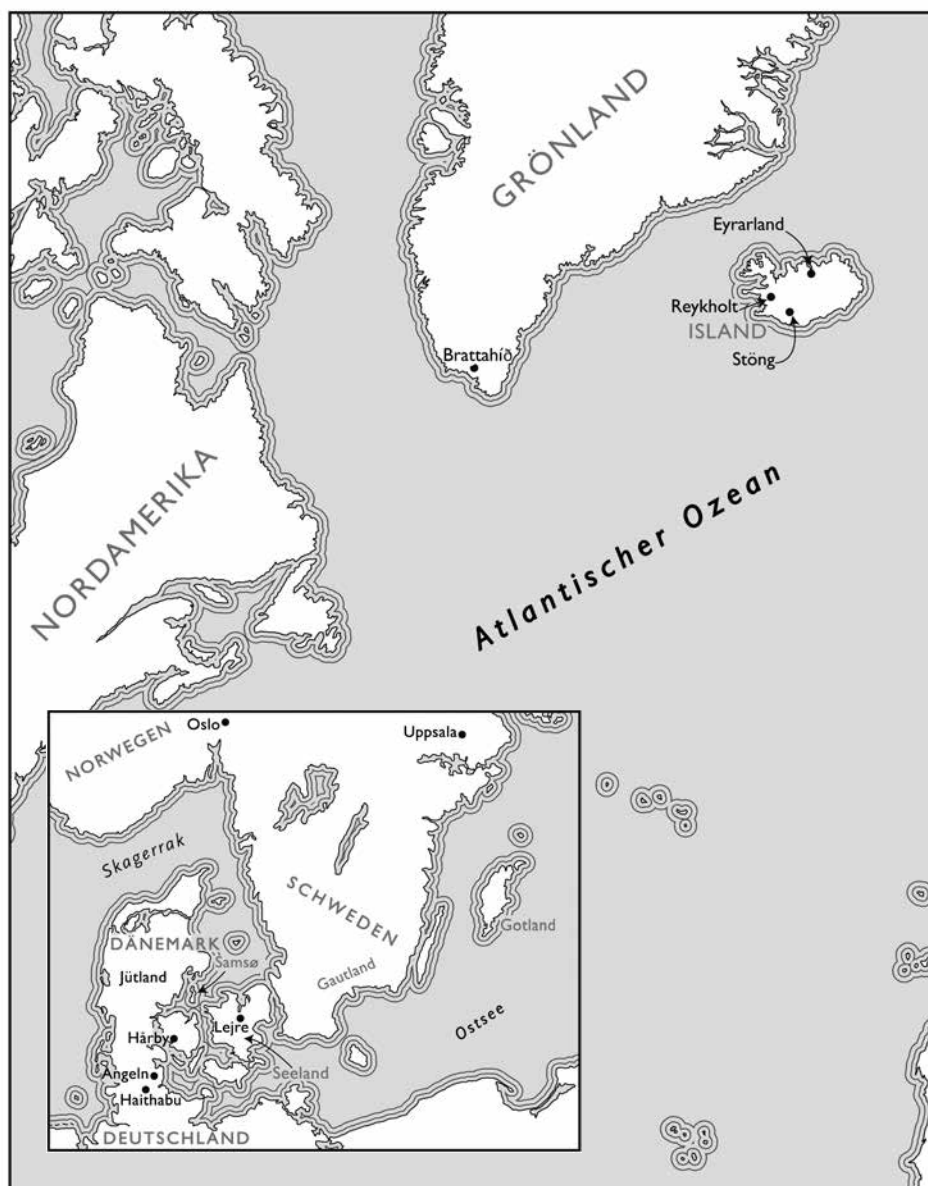 GRÖNLAND
Eyrarland
Reykholt
ISLAND
Stöng
Brattahíð
NORDAMERIKA
Atlantischer Ozean
Oslo
Uppsala
NORWEGEN
Skagerrak
SCHWEDEN
Gotland
DÄNEMARK
Samsø
Jütland
Gautland
Lejre
Ostsee
Hårby
Seeland
Angeln
Haithabu
DEUTSCHLAND